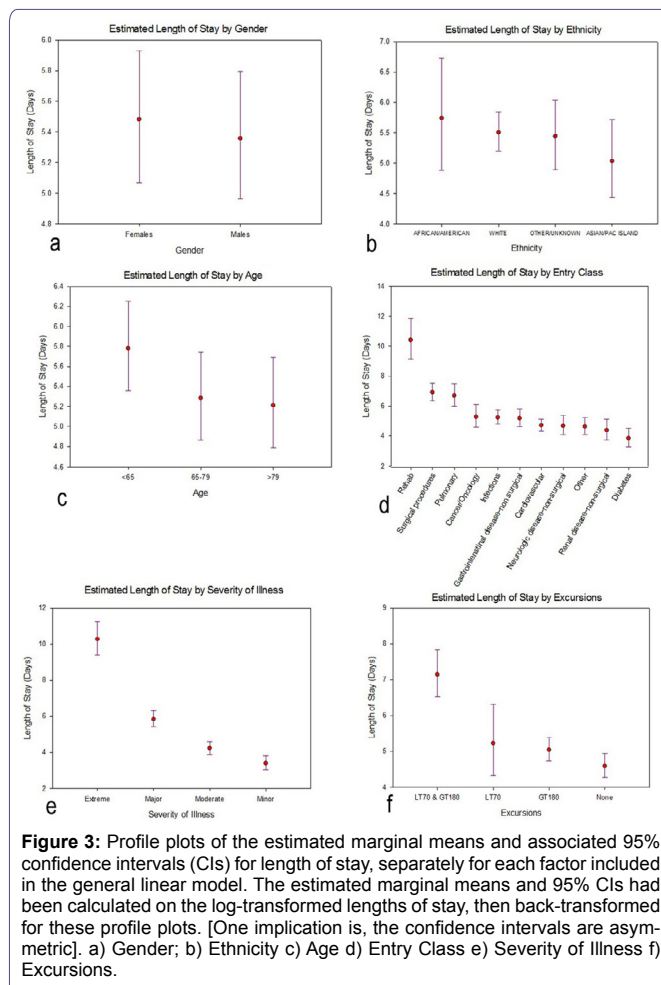 Estimated Length of Stay by Gender
Length of Stay (Days)
6.0
5.8
5.6
5.4
5.2
5.0
4.8
Females
Males
a
Gender
Estimated Length of Stay by Ethnicity
Length of Stay (Days)
7.0
6.5
6.0
5.5
5.0
4.5
4.0
AFRICAN/AMERICAN
WHITE
OTHER/UNKNOWN
ASIAN/PAC ISLAND
b
Ethnicity
Estimated Length of Stay by Age
Length of Stay (Days)
6.4
6.2
6.0
5.8
5.6
5.4
5.2
5.0
4.8
4.6
<65
65-79
>79
c
Age
Estimated Length of Stay by Entry Class
Length of Stay (Days)
14
12
10
8
6
4
2
d
Rehab
Surgical procedures
Pulmonary
Cancer/Oncology
Infections
Gastrointestinal disease-non-surgical
Cardiovascular
Neurologic disease-non-surgical
Other
Renal disease-non-surgical
Diabetes
Estimated Length of Stay by Severity of Illness
Length of Stay (Days)
12
10
8
6
4
2
Extreme
Major
Moderate
Minor
e
Severity of Illness
Estimated Length of Stay by Excursions
Length of Stay (Days)
9
8
7
6
5
4
LT70 & GT180
LT70
GT180
None
f
Excursions
Figure 3: Profile plots of the estimated marginal means and associated 95%
confidence intervals (CIs) for length of stay, separately for each factor included
in the general linear model. The estimated marginal means and 95% CIs had
been calculated on the log-transformed lengths of stay, then back-transformed
for these profile plots. [One implication is, the confidence intervals are asym-
metric]. a) Gender; b) Ethnicity c) Age d) Entry Class e) Severity of Illness f)
Excursions.